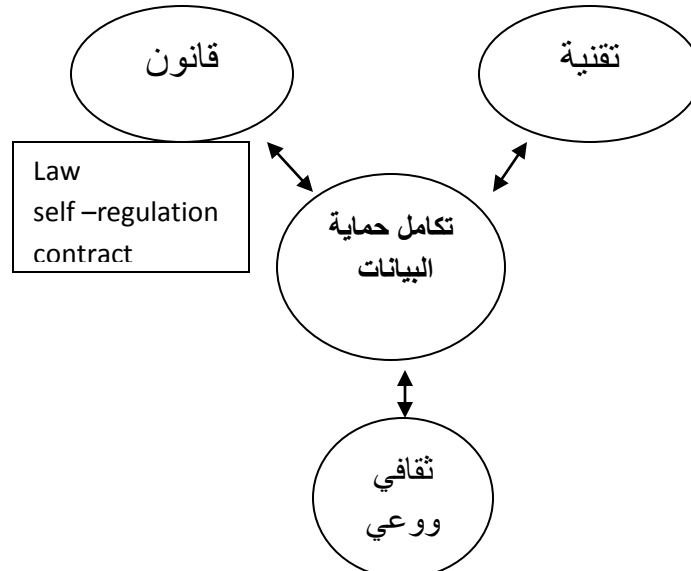 قانون
تقنية
Law
self –regulation
contract
تكامل حماية
البيانات
ثقافي
ووعي